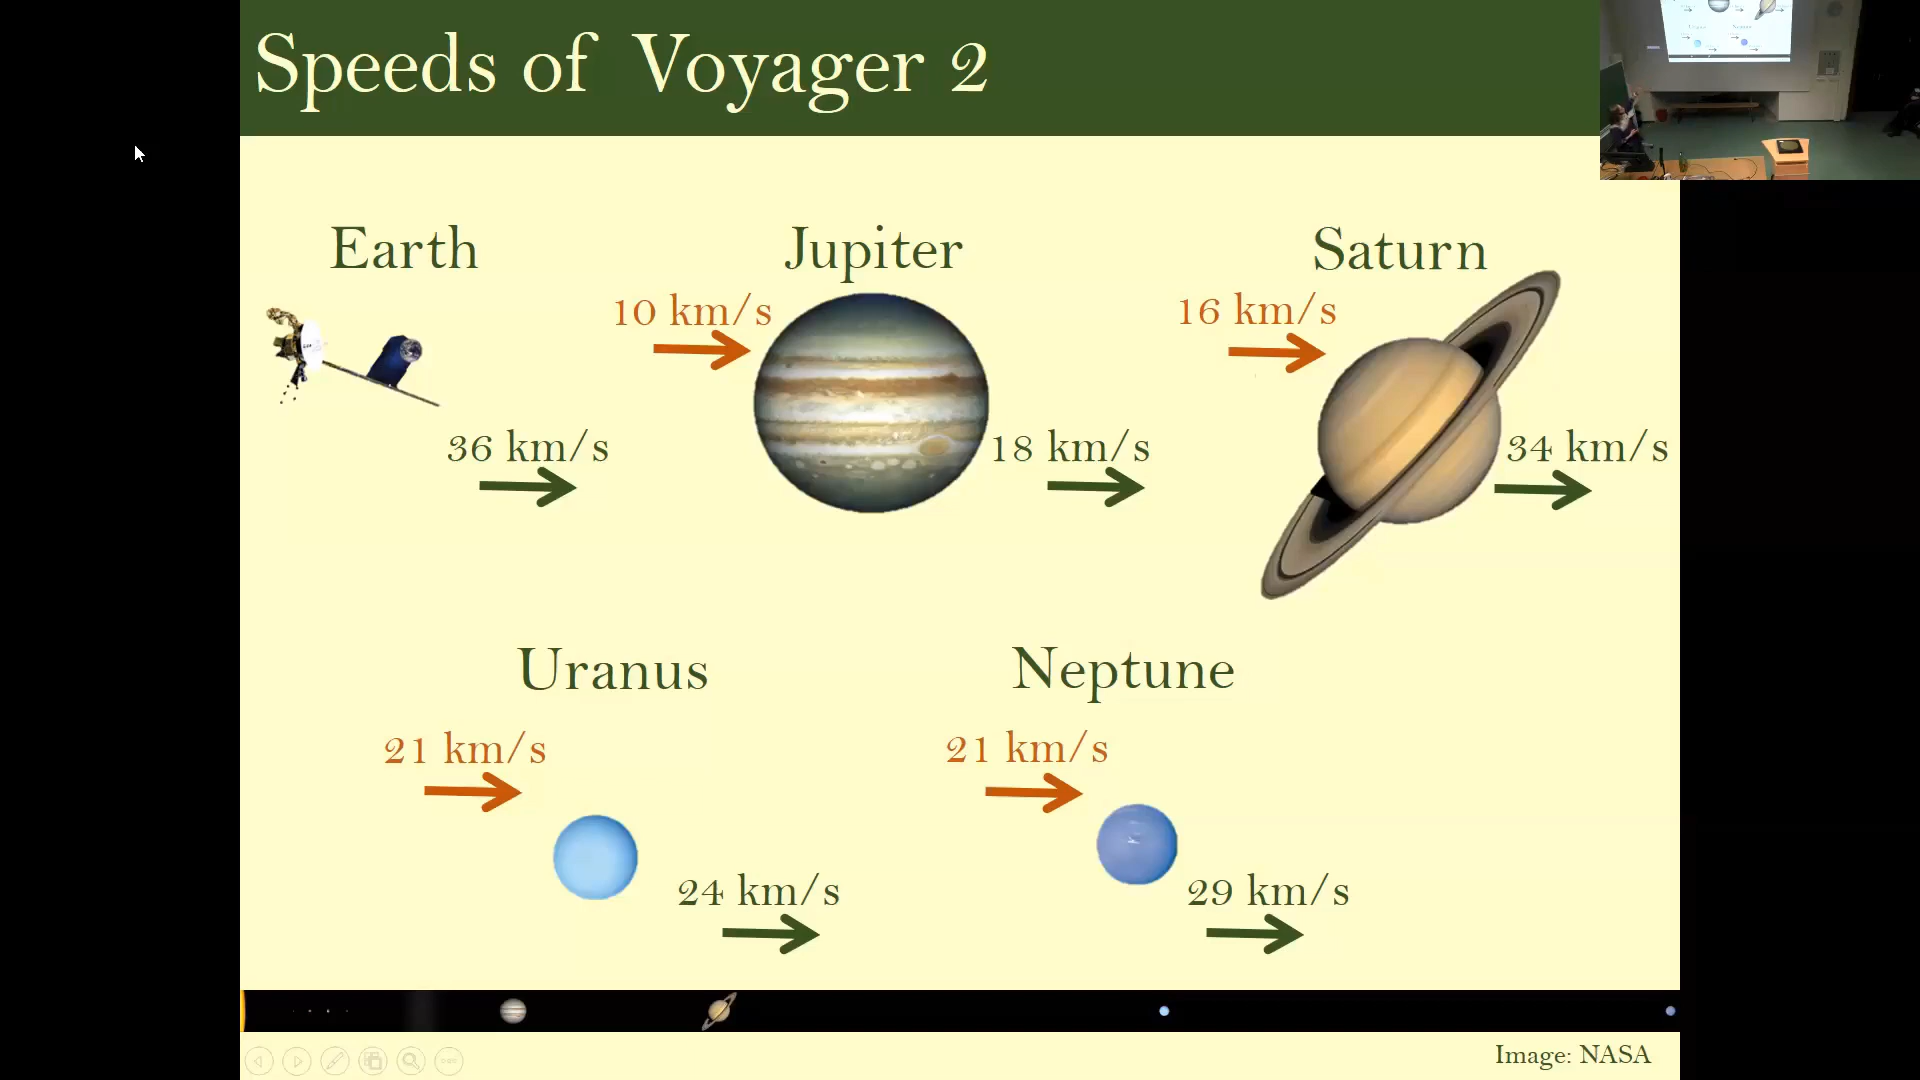 Speeds of Voyager 2
Earth
Jupiter
Saturn
10 km/s
16 km/s
36 km/s
18 km/s
34 km/s
Uranus
Neptune
21 km/s
21 km/s
24 km/s
29 km/s
Image: NASA